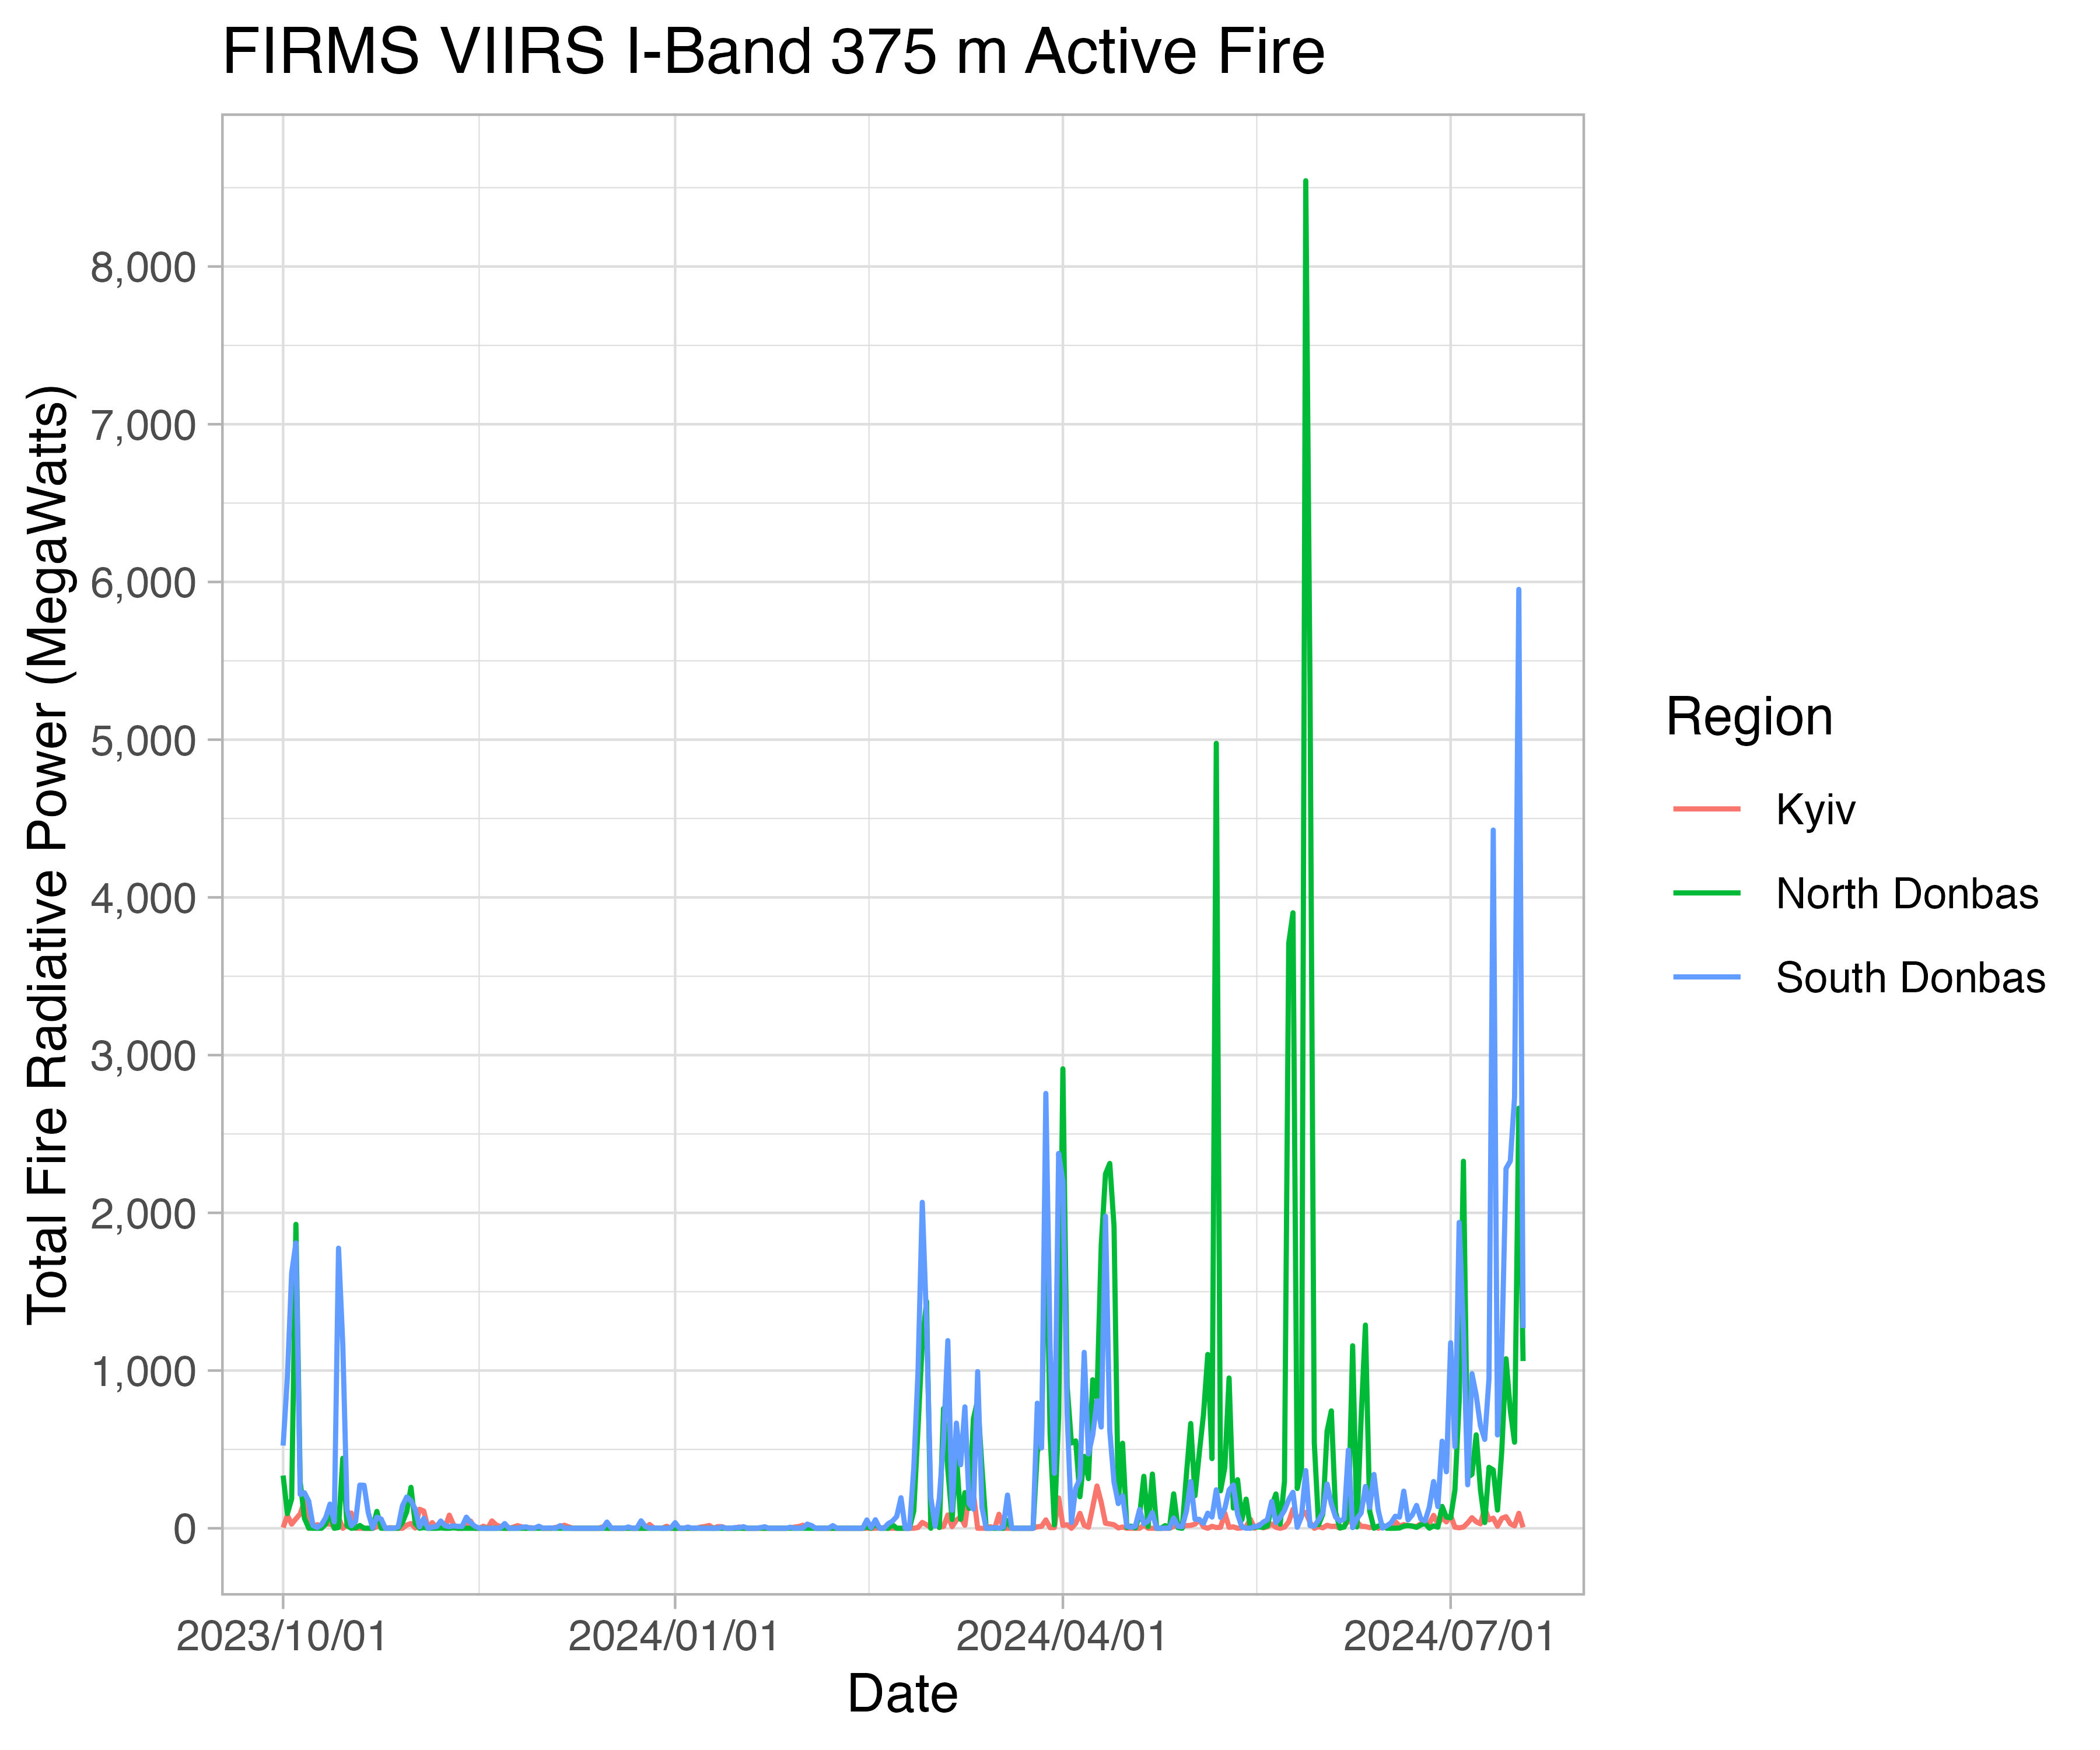 FIRMS VIIRS I-Band 375 m Active Fire
Total Fire Radiative Power (MegaWatts)
8,000
7,000
6,000
5,000
4,000
3,000
2,000
1,000
0
2023/10/01
2024/01/01
2024/04/01
2024/07/01
Date
Region
Kyiv
North Donbas
South Donbas